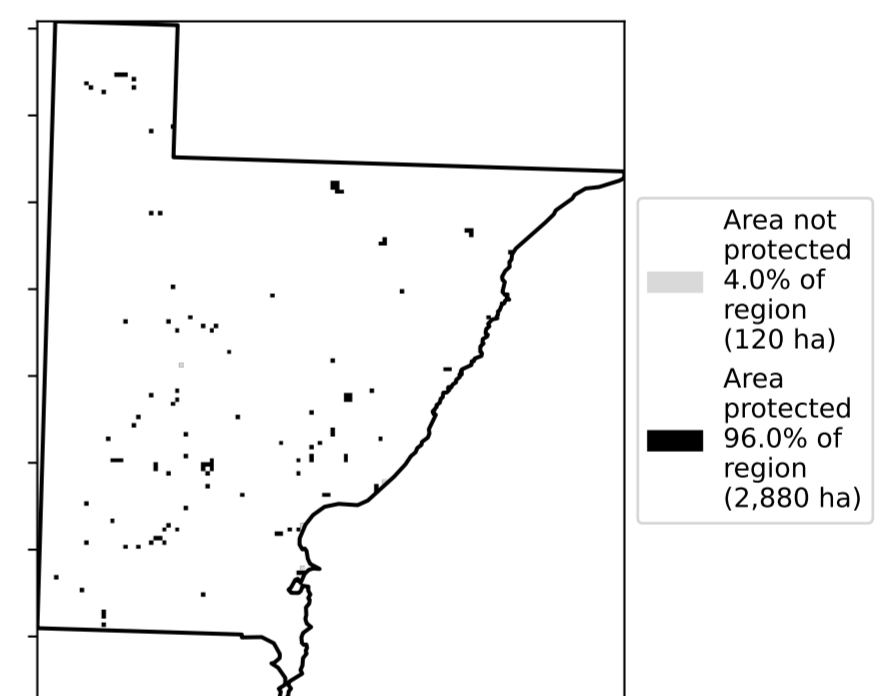 Area not
protected
4.0% of
region
(120 ha)
Area
protected
96.0% of
region
(2,880 ha)